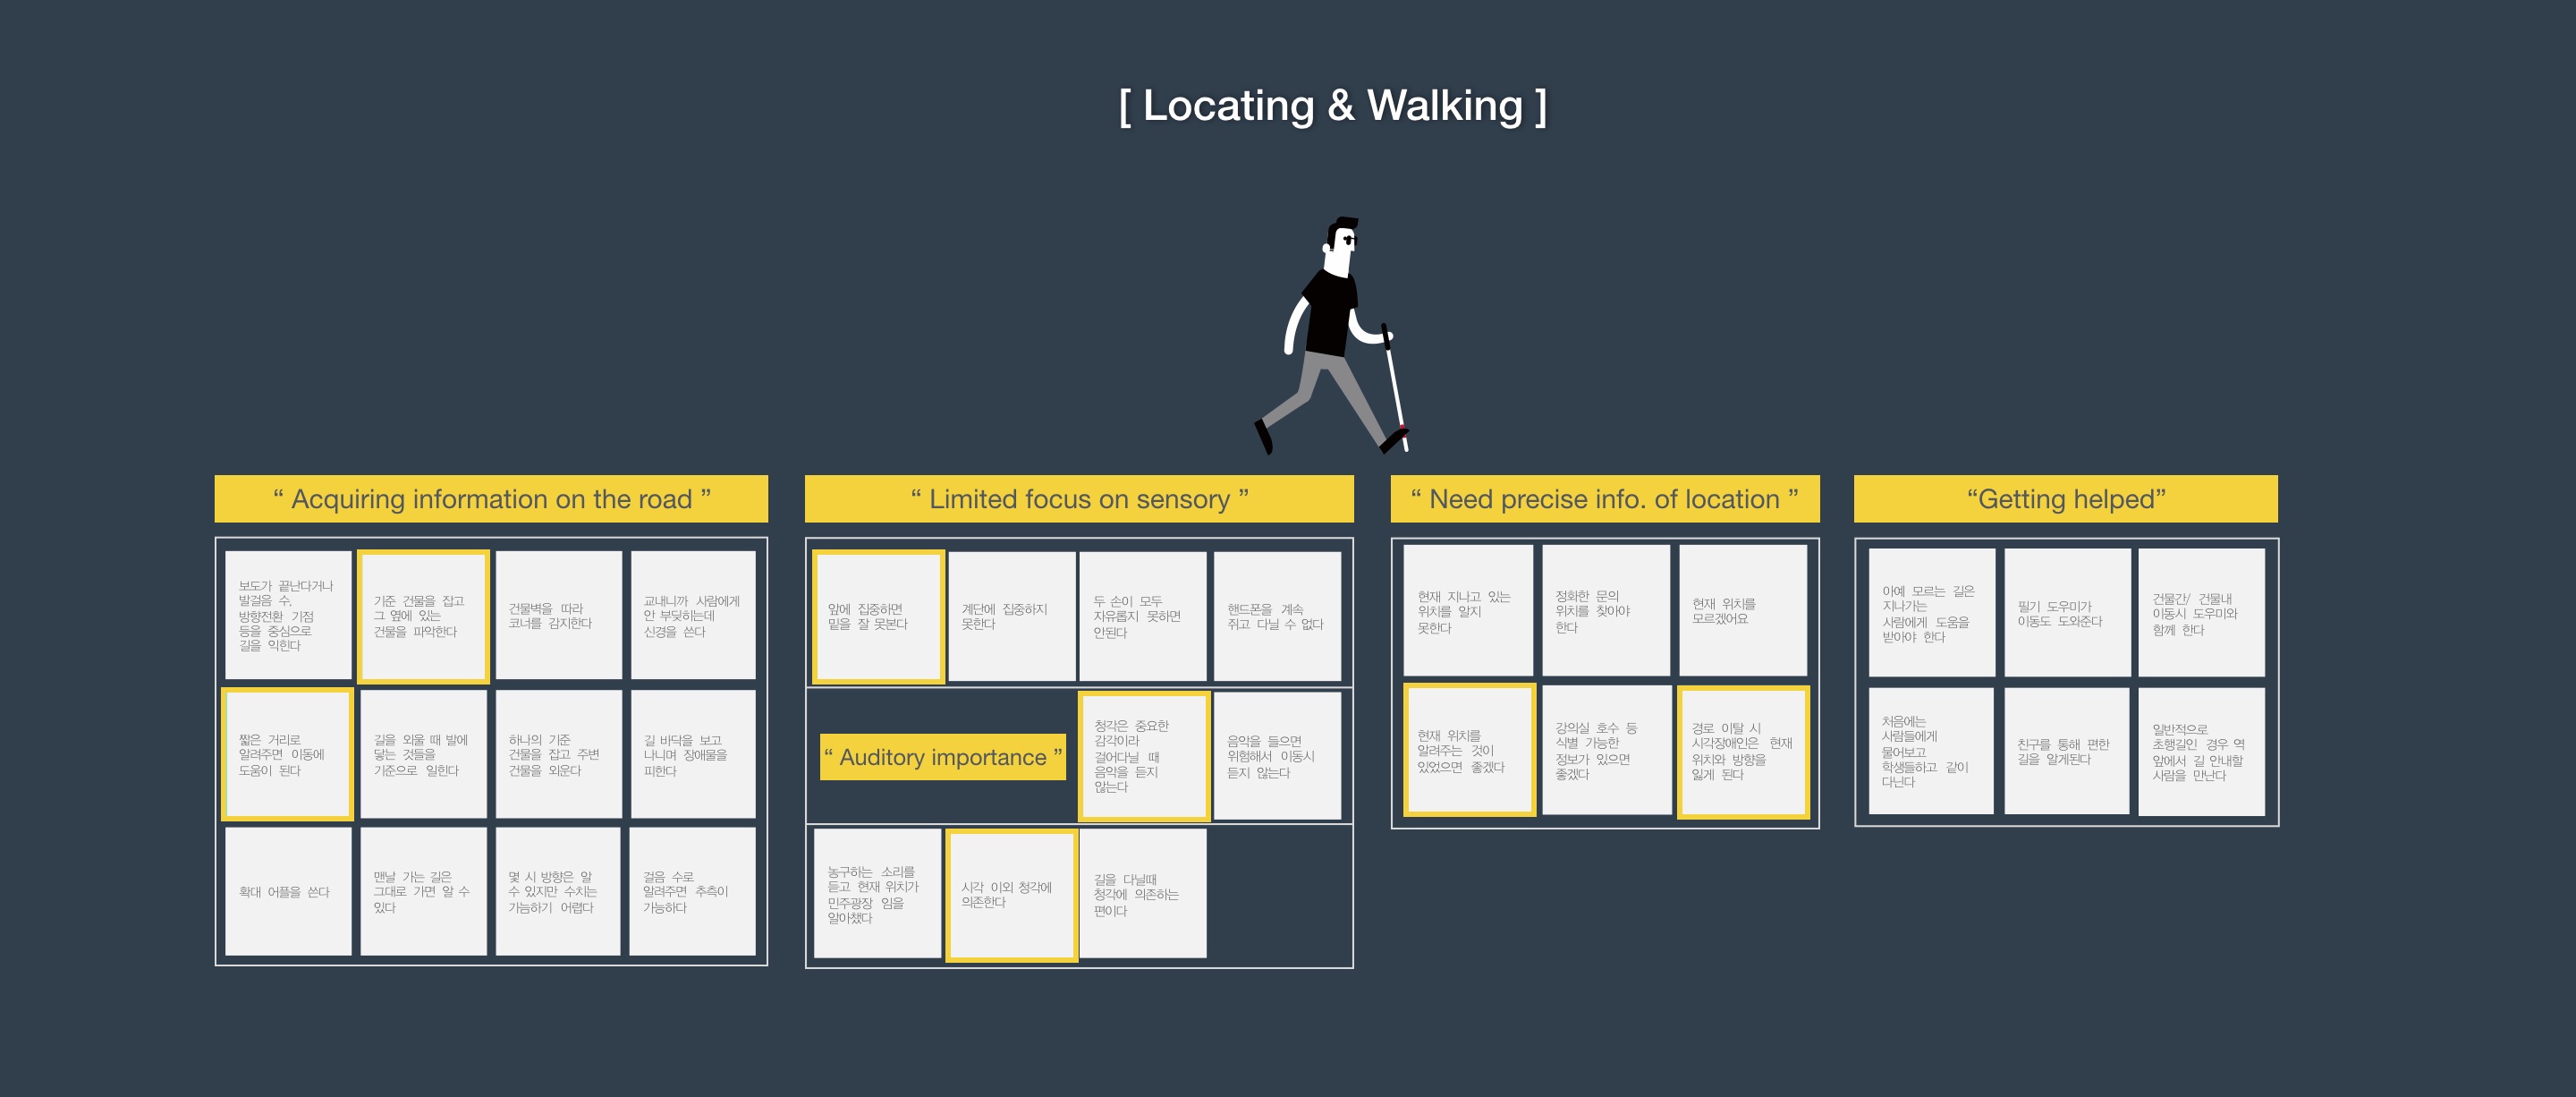 [ Locating & Walking ]
“ Acquiring information on the road ”
보도가 끝난다거나
발걸음 수,
방향전환 기점
등을 중심으로
길을 익힌다
기준 건물을 잡고
그 옆에 있는
건물을 파악한다
건물벽을 따라
코너를 감지한다
교내니까 사람에게
안 부딪히는데
신경을 쓴다
짧은 거리로
알려주면 이동에
도움이 된다
길을 외울 때 발에
닿는 것들을
기준으로 일힌다
하나의 기준
건물을 잡고 주변
건물을 외운다
길 바닥을 보고
나니며 장애물을
피한다
확대 어플을 쓴다
맨날 가는 길은
그대로 가면 알 수
있다
몇 시 방향은 알
수 있지만 수치는
가늠하기 어렵다
걸음 수로
알려주면 추측이
가능하다
“ Limited focus on sensory ”
앞에 집중하면
밑을 잘 못본다
계단에 집중하지
못한다
두 손이 모두
자유롭지 못하면
안된다
핸드폰을 계속
쥐고 다닐 수 없다
“ Auditory importance ”
청각은 중요한
감각이라
걸어다닐 때
음악을 듣지
않는다
음악을 들으면
위험해서 이동시
듣지 않는다
농구하는 소리를
듣고 현재 위치가
민주광장 임을
알아챘다
시각 이외 청각에
의존한다
길을 다닐때
청각에 의존하는
편이다
“ Need precise info. of location ”
현재 지나고 있는
위치를 알지
못한다
정확한 문의
위치를 찾아야
한다
현재 위치를
모르겠어요
현재 위치를
알려주는 것이
있었으면 좋겠다
강의실 호수 등
식별 가능한
정보가 있으면
좋겠다
경로 이탈 시
시각장애인은 현재
위치와 방향을
잃게 된다
“Getting helped”
아예 모르는 길은
지나가는
사람에게 도움을
받아야 한다
필기 도우미가
이동도 도와준다
건물간/ 건물내
이동시 도우미와
함께 한다
처음에는
사람들에게
물어보고
학생들하고 같이
다닌다
친구를 통해 편한
길을 알게된다
일반적으로
초행길인 경우 역
앞에서 길 안내할
사람을 만난다